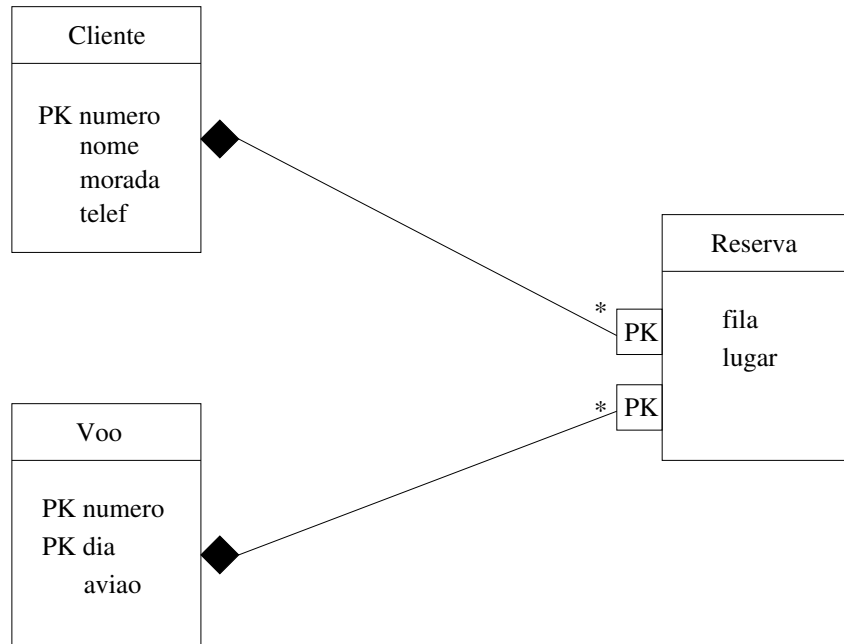 Cliente
PK numero
nome
morada
telef
Reserva
fila
lugar
*
PK
*
PK
Voo
PK numero
PK dia
aviao